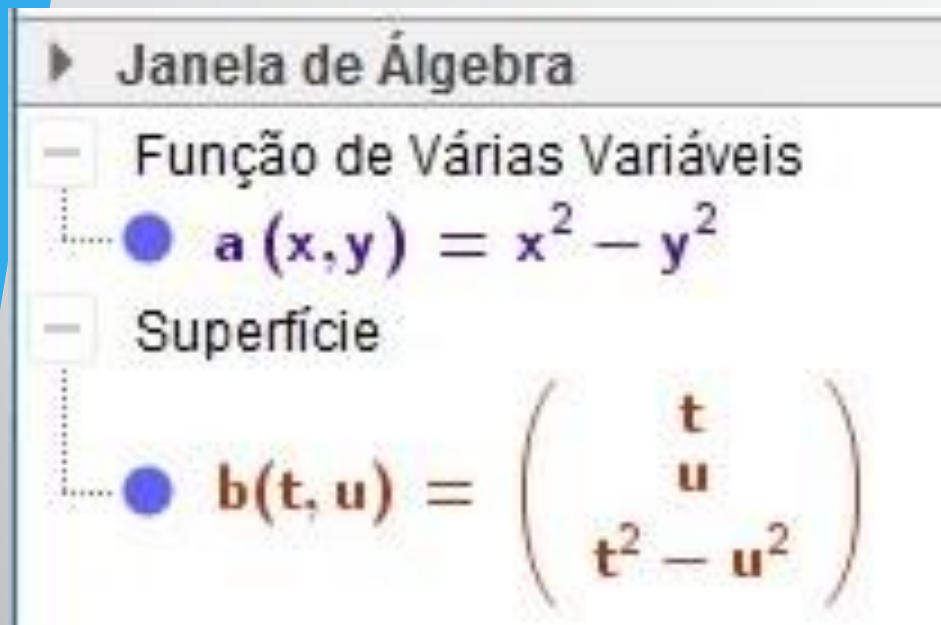 Janela de Álgebra
Função de Várias Variáveis
a (x,y) = x² – y²
Superfície
b(t, u) =
t
u
t² – u²